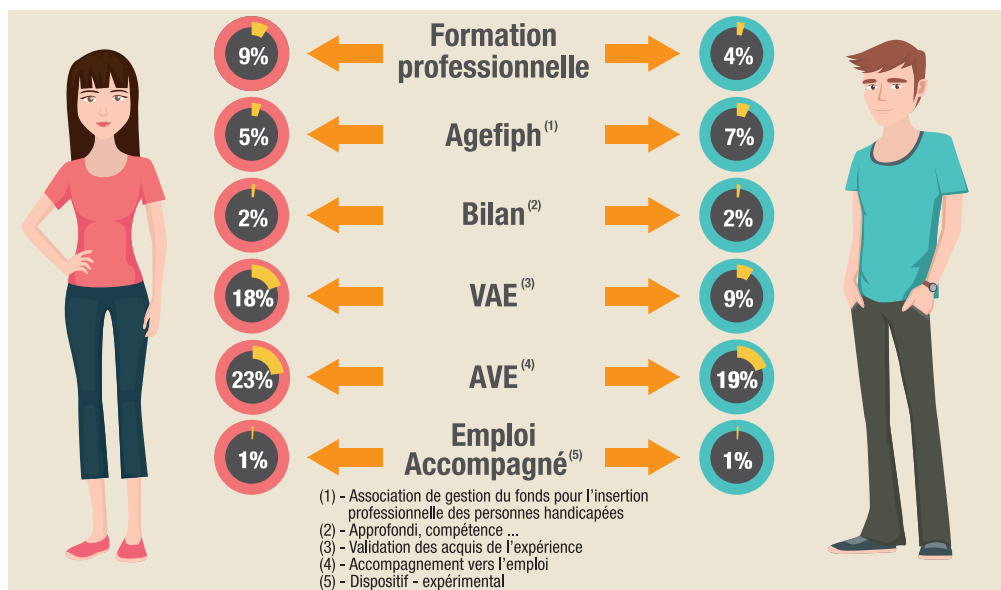 9%
Formation
professionnelle
4%
5%
Agefiph (1)
7%
2%
Bilan (2)
2%
18%
VAE (3)
9%
23%
AVE (4)
19%
1%
Emploi
Accompagné (5)
1%
(1) - Association de gestion du fonds pour l'insertion
professionnelle des personnes handicapées
(2) - Approfondi, compétence ...
(3) - Validation des acquis de l'expérience
(4) - Accompagnement vers l'emploi
(5) - Dispositif - expérimental